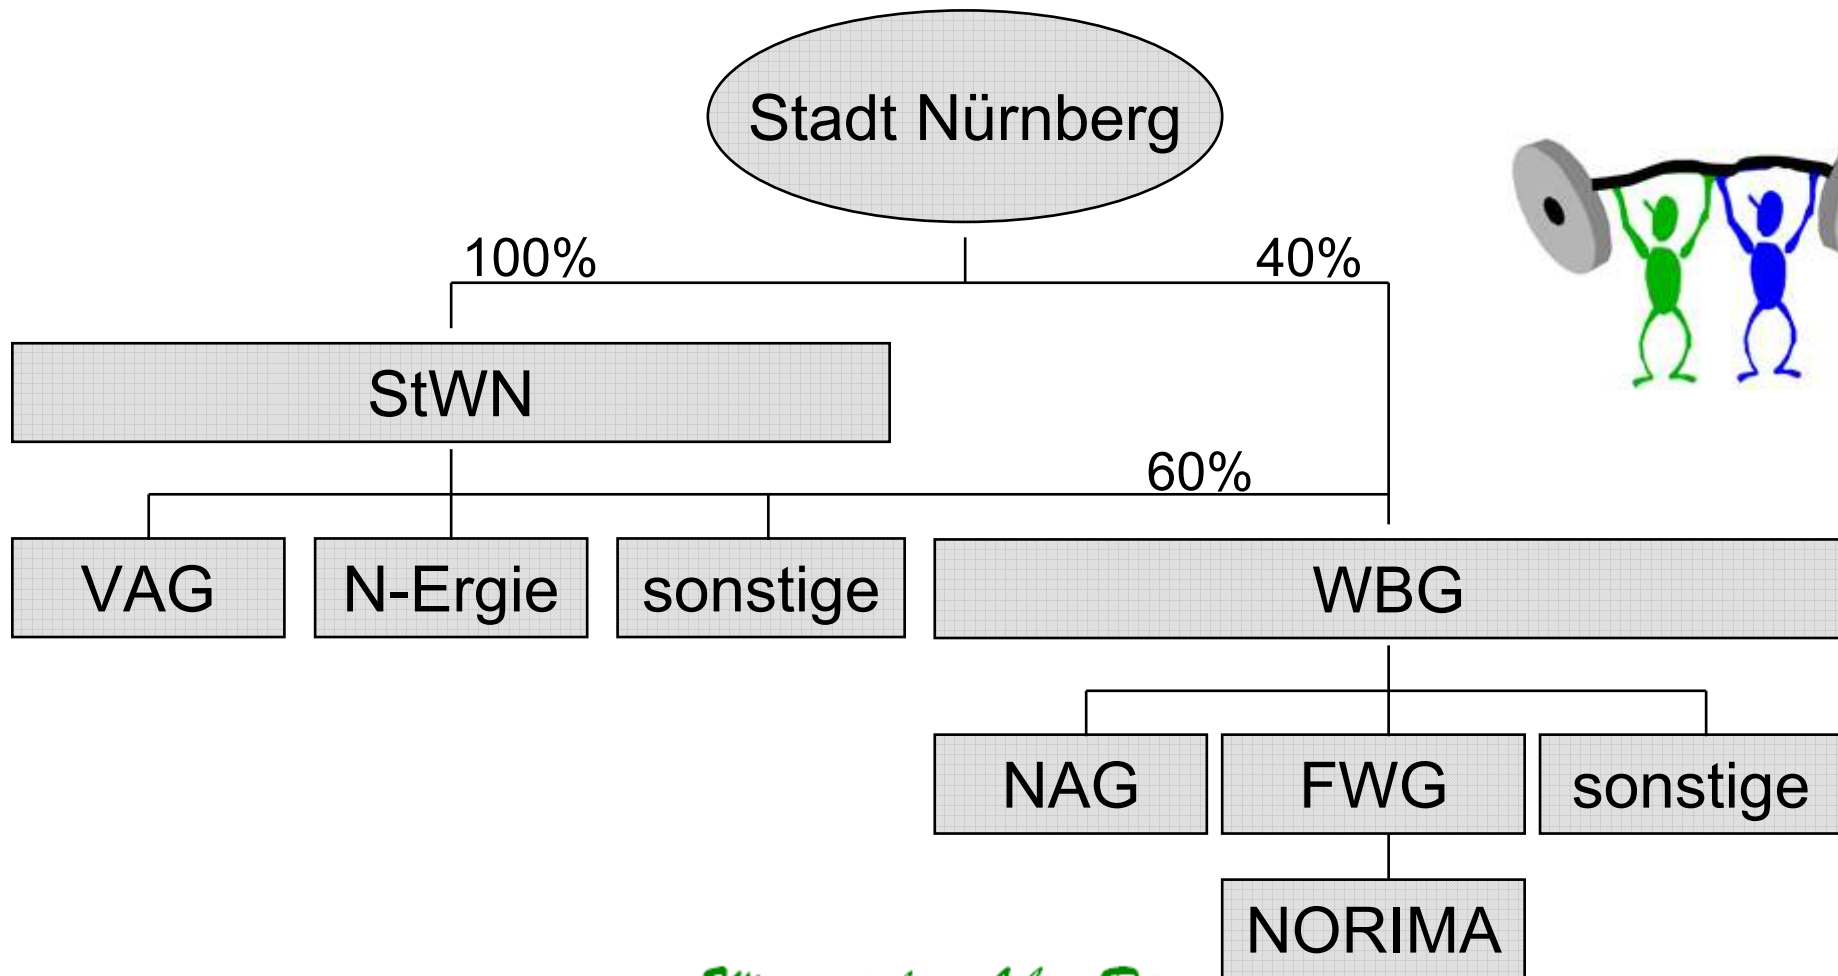 Stadt Nürnberg
100%
40%
StWN
60%
VAG
N-Ergie
sonstige
WBG
NAG
FWG
sonstige
NORIMA